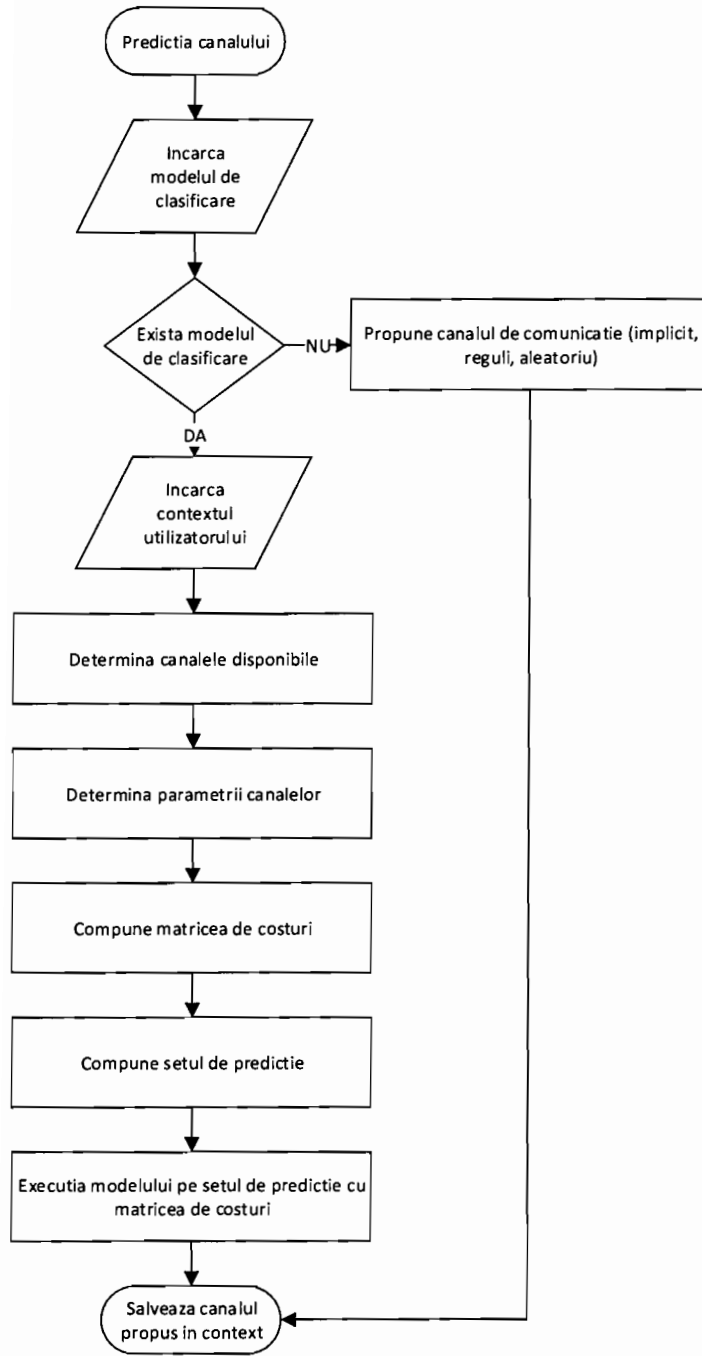 Predictia canalului
Incarca
modelul de
clasificare
Exista modelul
de clasificare
NU
Propune canalul de comunicatie (implicit,
reguli, aleatoriu)
DA
Incarca
contextul
utilizatorului
Determina canalele disponibile
Determina parametrii canalelor
Compune matricea de costuri
Compune setul de predictie
Executia modelului pe setul de predictie cu
matricea de costuri
Salveaza canalul
propus in context